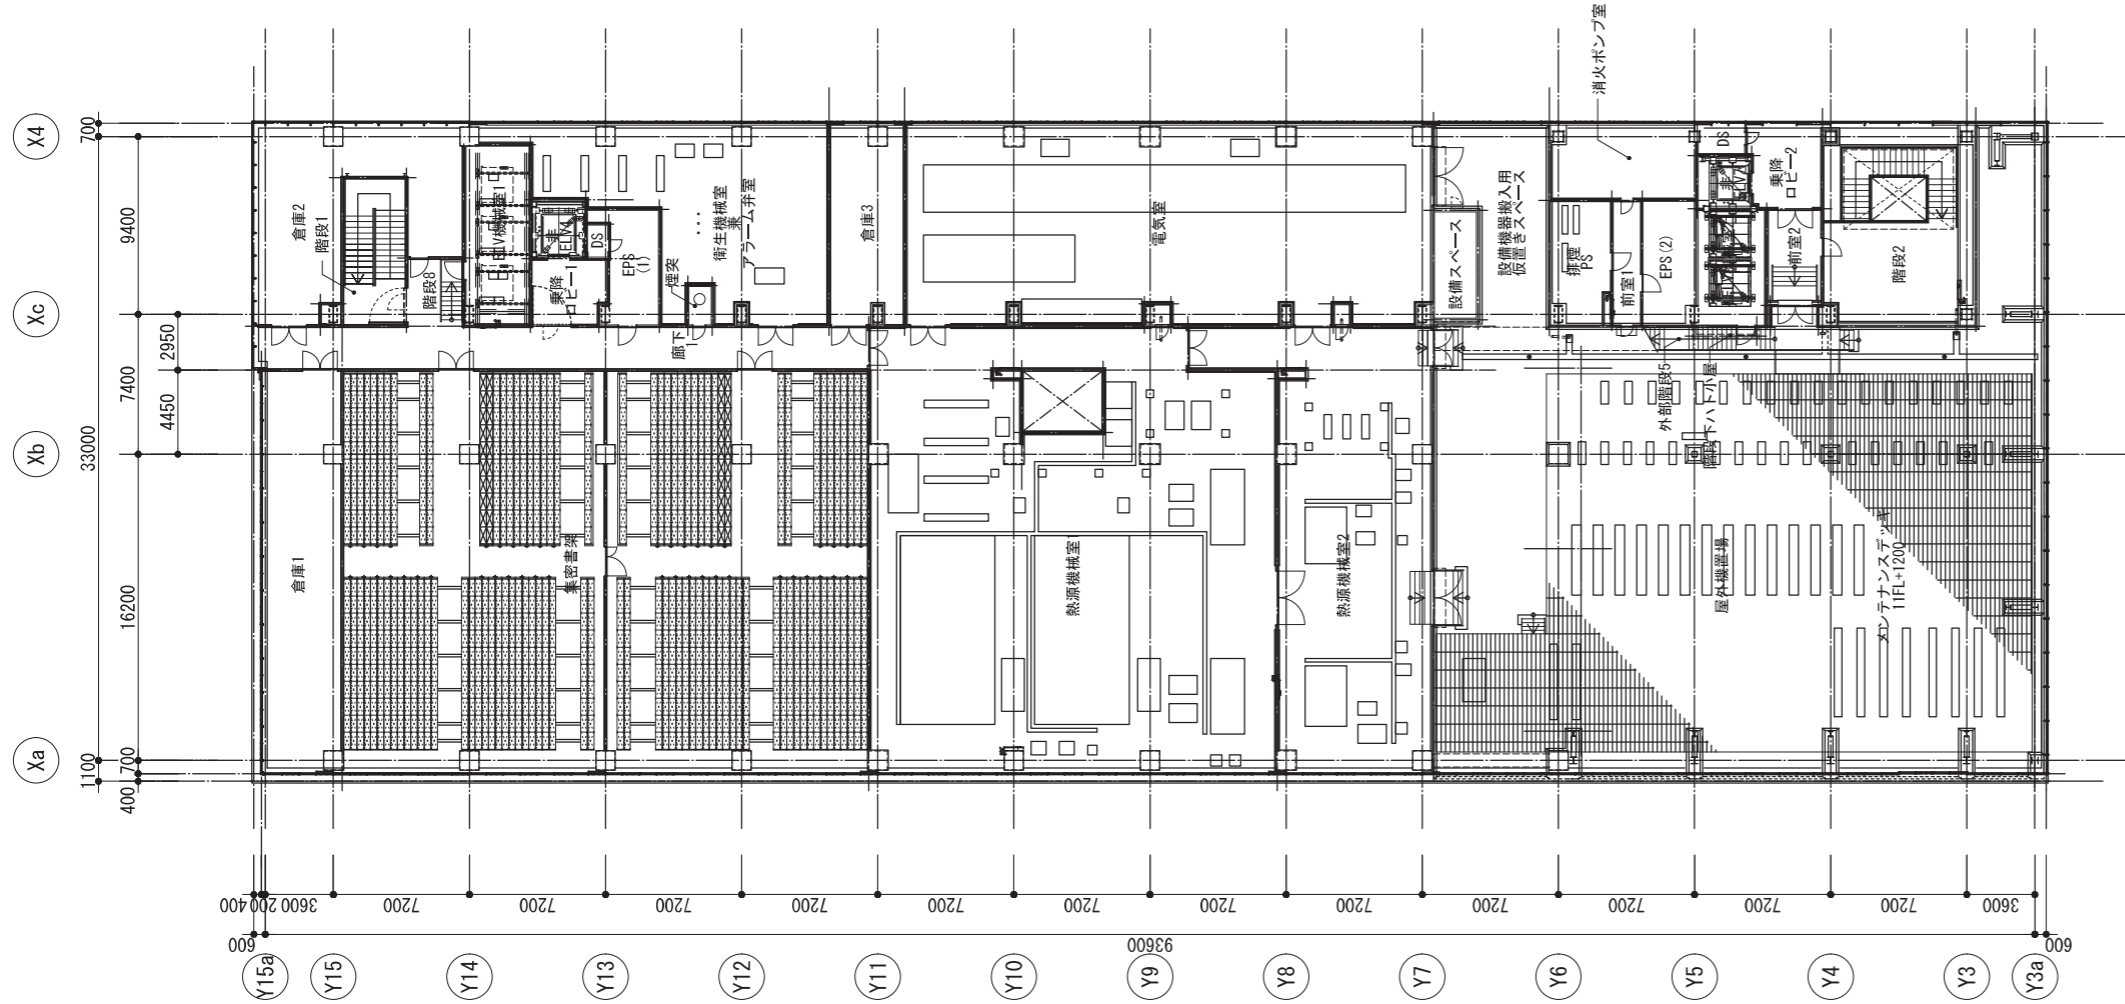 X4
Xc
Xb
Xa
700
9400
2950
7400
4450
33000
16200
700
1100
400
倉庫2
階段1
階段8
ELV機械室1
非
ELV1
乗降
ロビー1
DS
EPS
(1)
煙突
衛生機械室
兼
アラーム弁室
倉庫3
電気室
設備スペース
設備機器搬入用
仮置きスペース
消火ポンプ室
排煙
PS
前室1
EPS(2)
DS
非
ELV2
乗降
ロビー2
前室2
階段2
廊下
1
倉庫1
集密書架
熱源機械室1
熱源機械室2
外部階段5
階段下ハト小屋
屋外機置場
メンテナンスデッキ
11FL+1200
400
200
3600
7200
7200
7200
7200
7200
7200
7200
7200
7200
7200
7200
7200
3600
600
93600
600
Y15a
Y15
Y14
Y13
Y12
Y11
Y10
Y9
Y8
Y7
Y6
Y5
Y4
Y3
Y3a